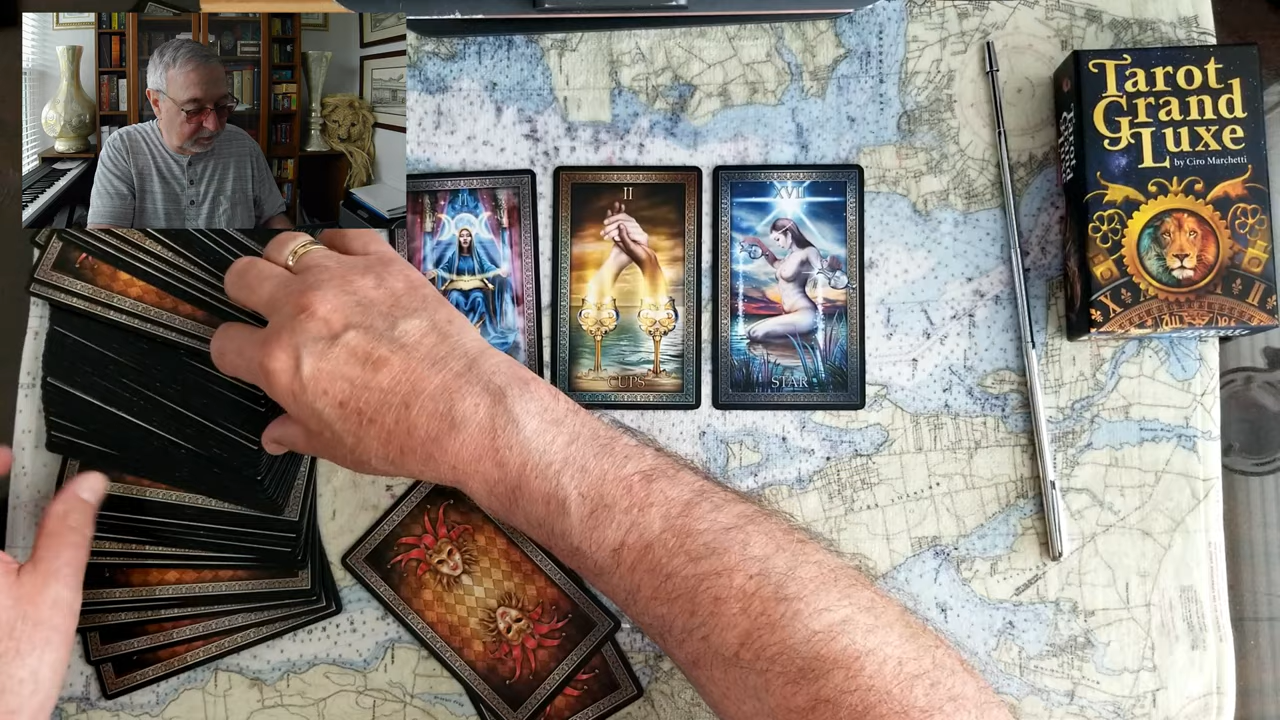 Tarot
Grand
Luxe
by Ciro Marchetti
II
CUPS
XVII
STAR